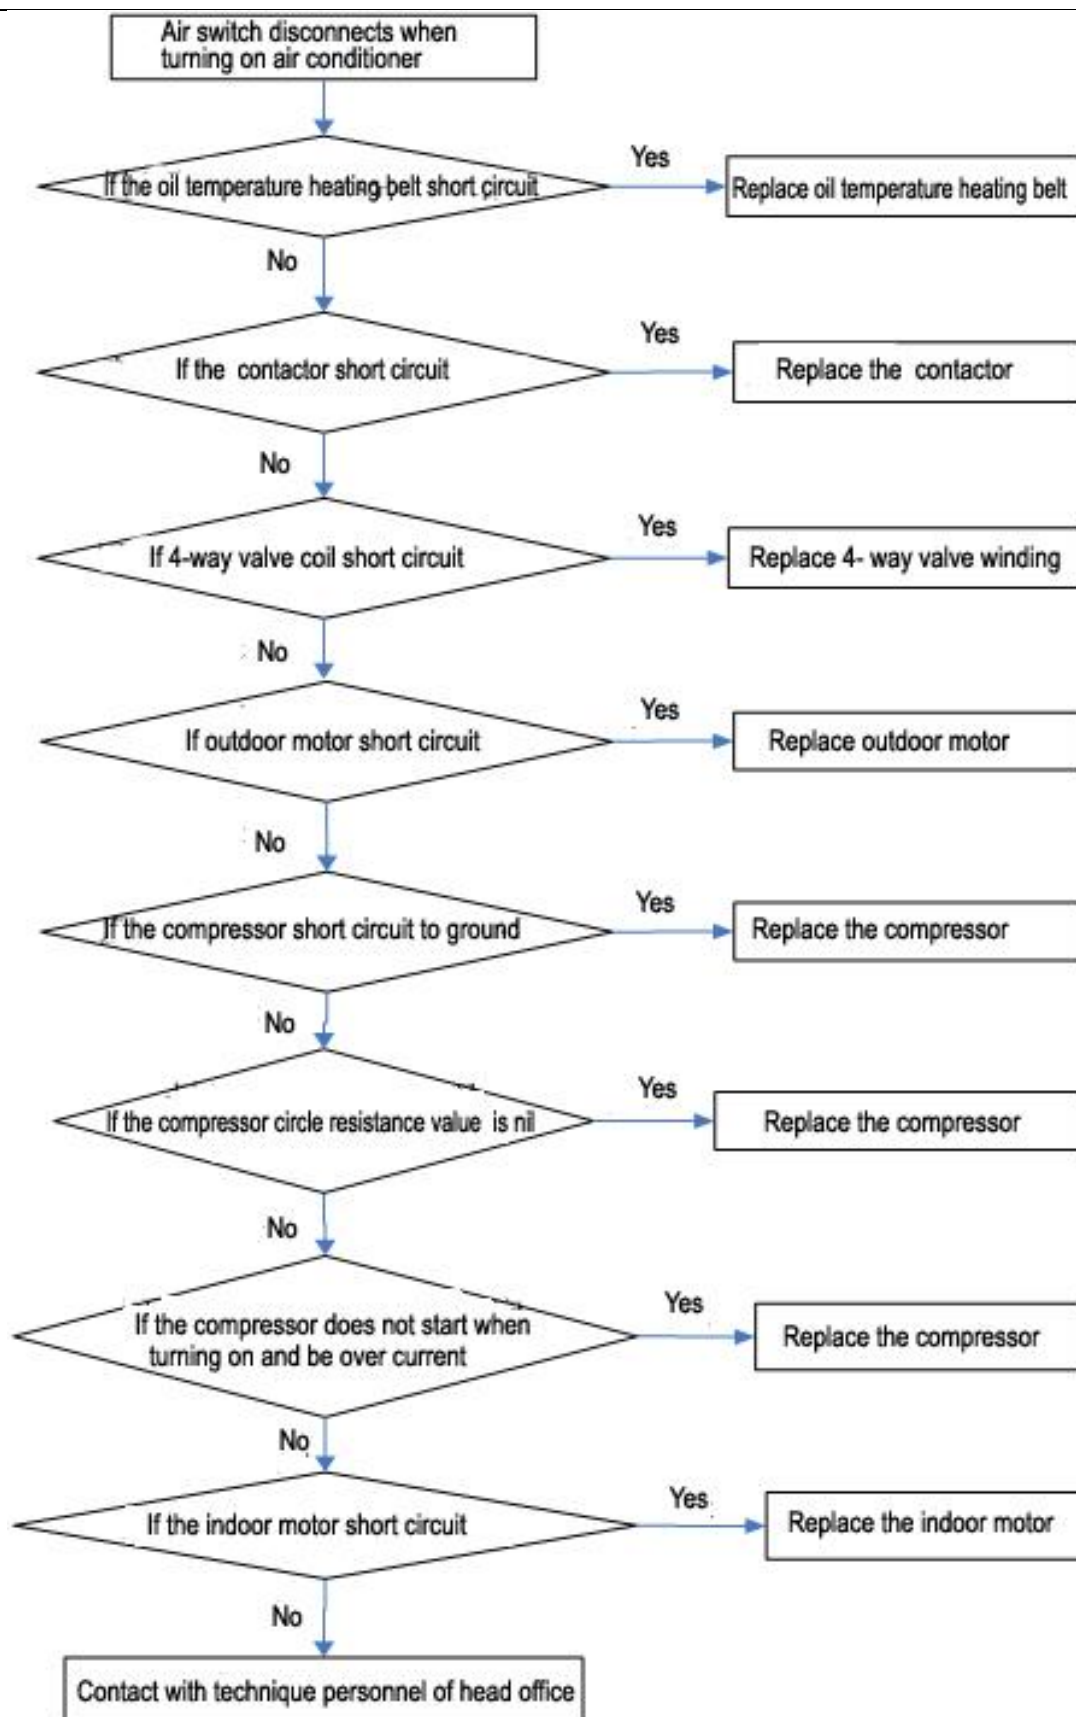 Air switch disconnects when
turning on air conditioner
If the oil temperature heating belt short circuit
Yes
Replace oil temperature heating belt
No
If the contactor short circuit
Yes
Replace the contactor
No
If 4-way valve coil short circuit
Yes
Replace 4- way valve winding
No
If outdoor motor short circuit
Yes
Replace outdoor motor
No
If the compressor short circuit to ground
Yes
Replace the compressor
No
If the compressor circle resistance value is nil
Yes
Replace the compressor
No
If the compressor does not start when
turning on and be over current
Yes
Replace the compressor
No
If the indoor motor short circuit
Yes
Replace the indoor motor
No
Contact with technique personnel of head office